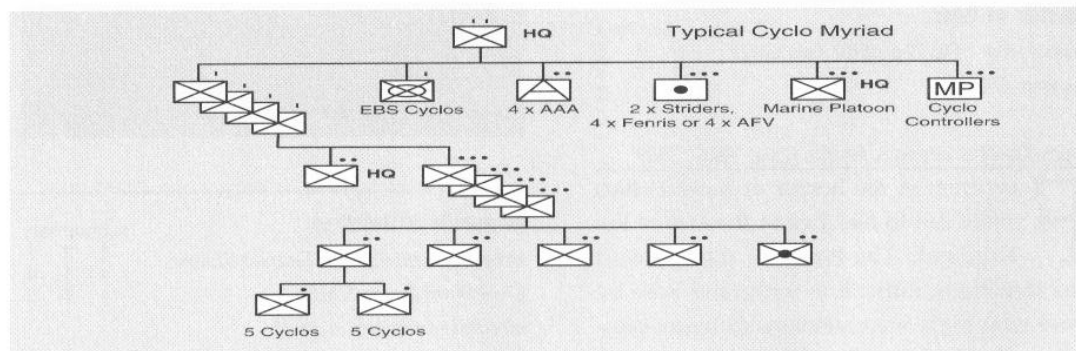 HQ
Typical Cyclo Myriad
HQ
MP
EBS Cyclos
4 x AAA
2 x Striders,
4 x Fenris or 4 x AFV
Marine Platoon
Cyclo
Controllers
HQ
5 Cyclos
5 Cyclos